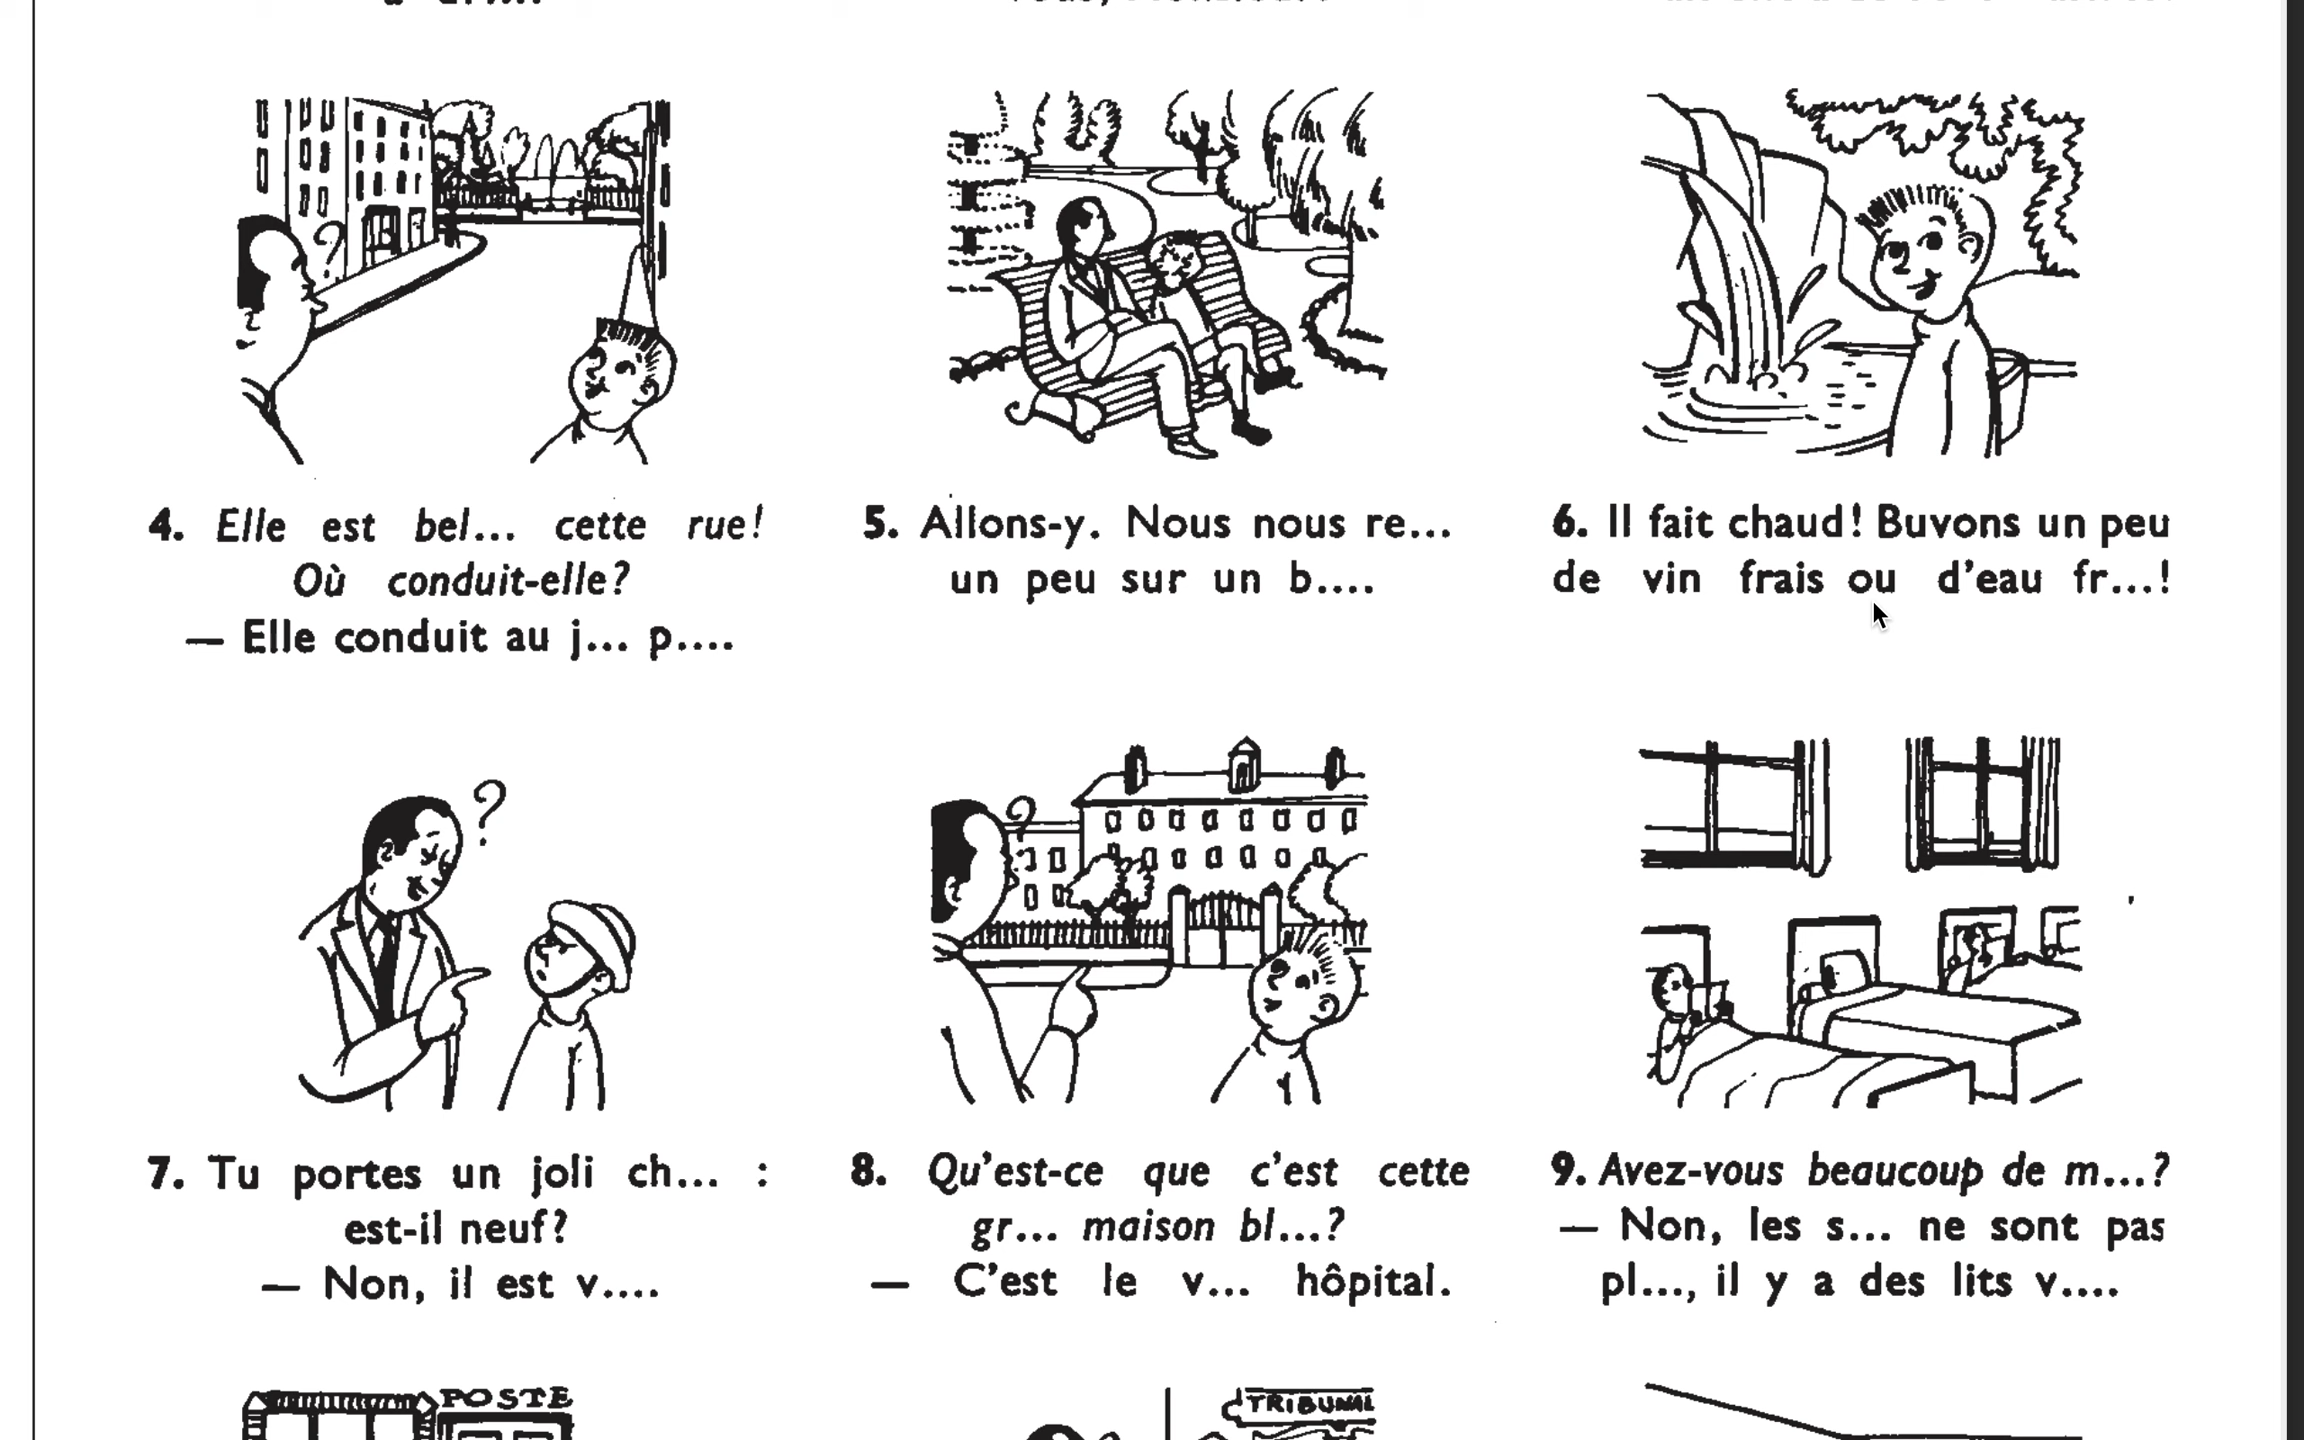 4. Elle est bel... cette rue!
Où conduit-elle?
— Elle conduit au j... p....
5. Allons-y. Nous nous re...
un peu sur un b....
6. Il fait chaud! Buvons un peu
de vin frais ou d'eau fr...!
?
7. Tu portes un joli ch... :
est-il neuf?
— Non, il est v....
8. Qu'est-ce que c'est cette
gr... maison bl...?
— C'est le v... hôpital.
9. Avez-vous beaucoup de m...?
— Non, les s... ne sont pas
pl..., il y a des lits v....
POSTE
TRIBUNAL